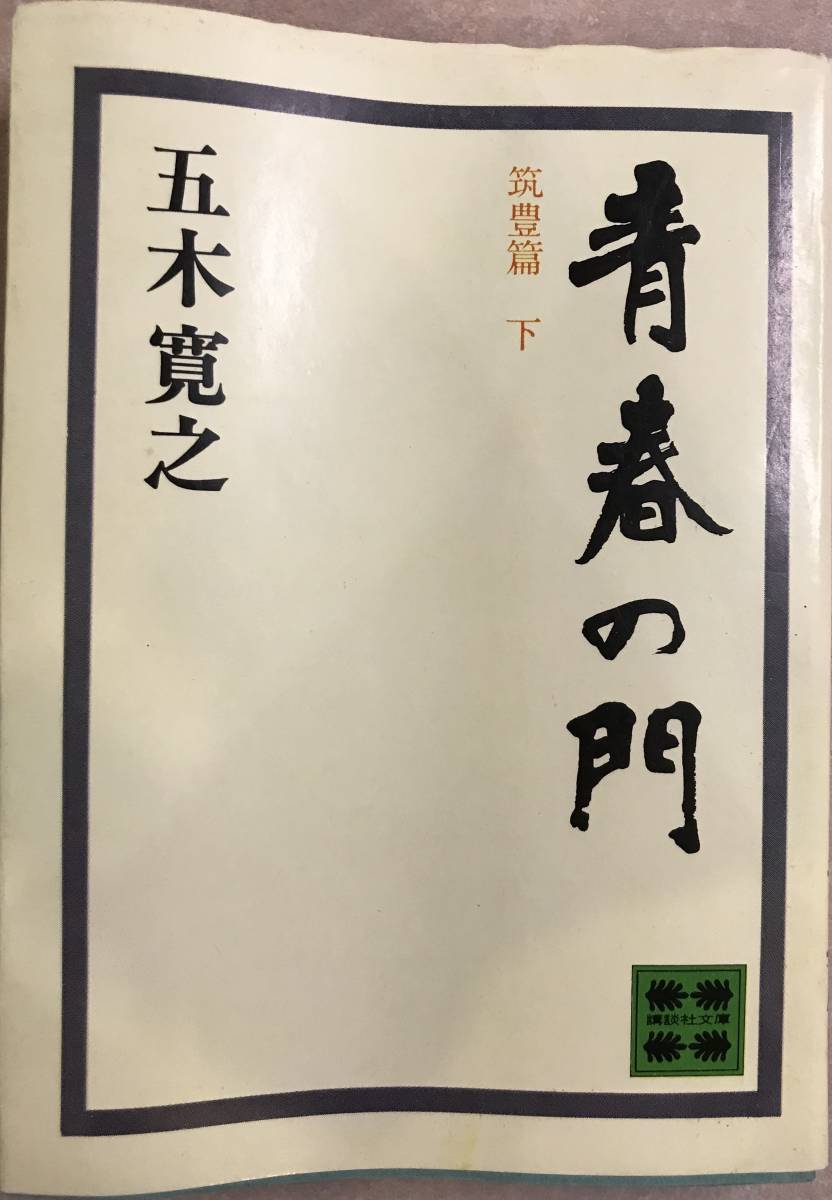 青春の門
筑豊篇 下
五木寛之
講談社文庫